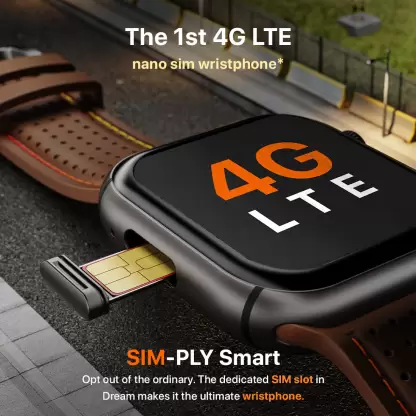 The 1st 4G LTE
nano sim wristphone*
4G
LTE
SIM-PLY Smart
Opt out of the ordinary. The dedicated SIM slot in
Dream makes it the ultimate wristphone.